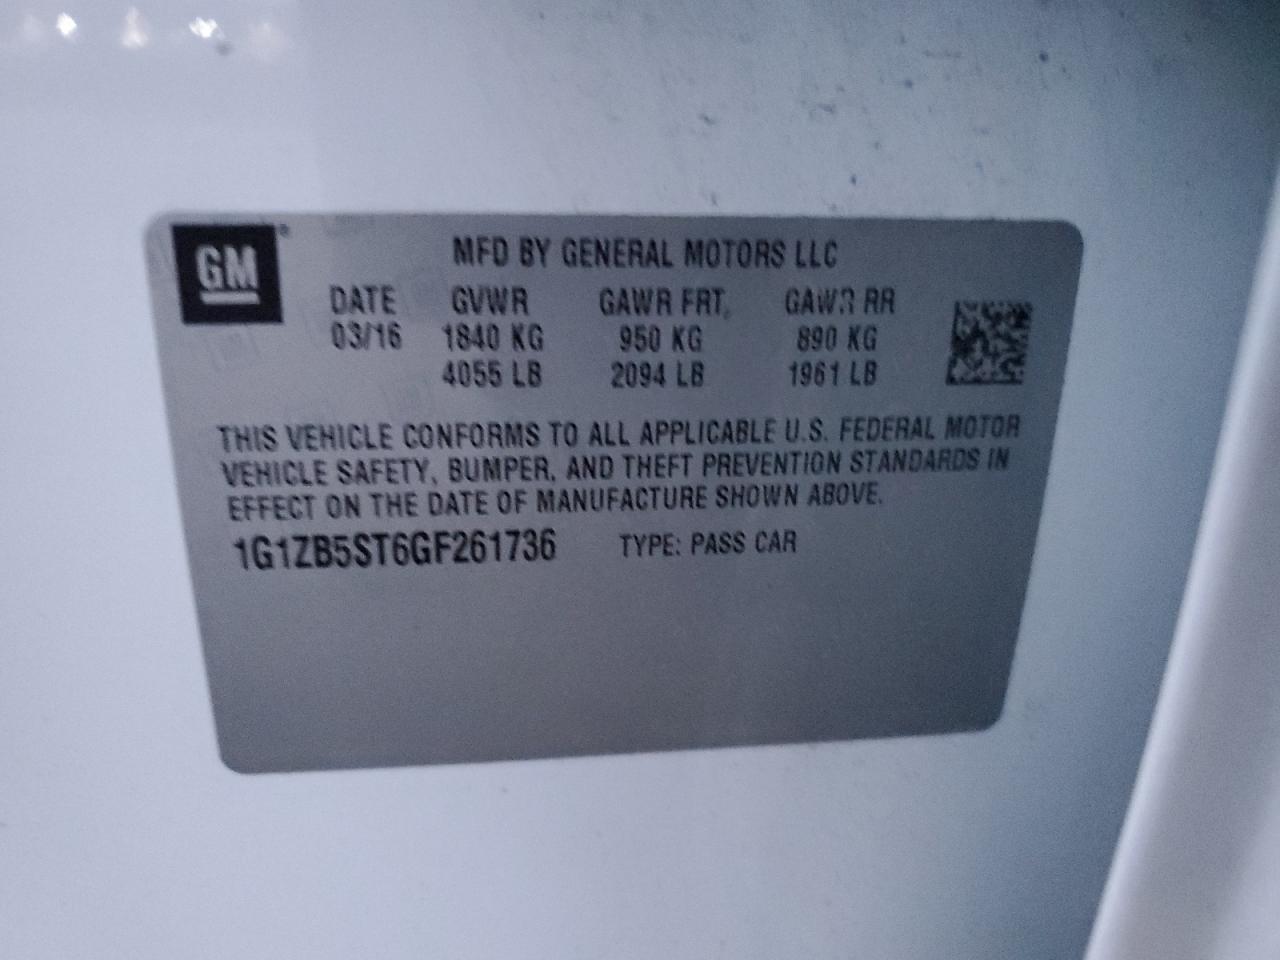 GM
MFD BY GENERAL MOTORS LLC
DATE GVWR GAWR FRT. GAWR RR
03/16 1840 KG 950 KG 890 KG
4055 LB 2094 LB 1961 LB
THIS VEHICLE CONFORMS TO ALL APPLICABLE U.S. FEDERAL MOTOR
VEHICLE SAFETY, BUMPER, AND THEFT PREVENTION STANDARDS IN
EFFECT ON THE DATE OF MANUFACTURE SHOWN ABOVE.
1G1ZB5ST6GF261736 TYPE: PASS CAR